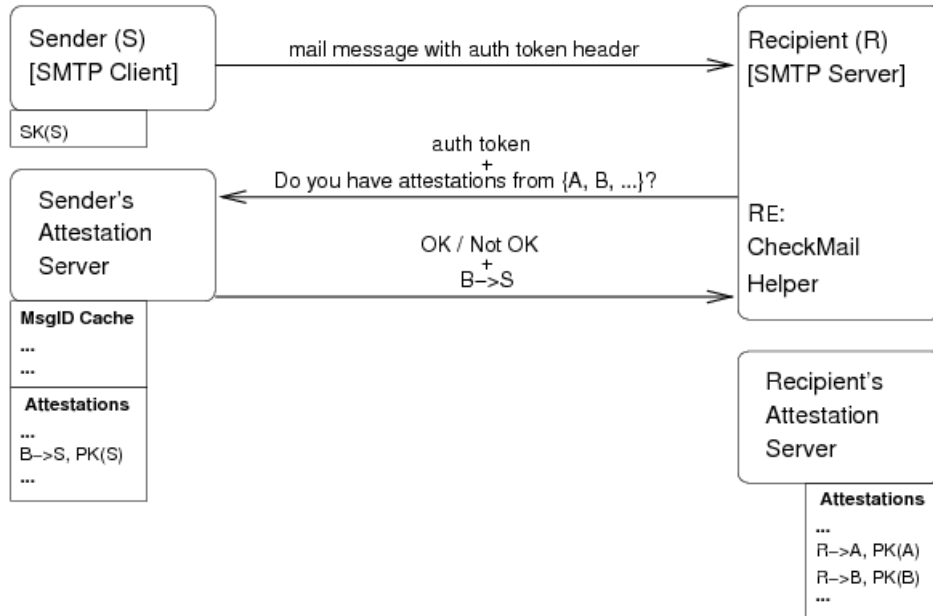 Sender (S)
[SMTP Client]
SK(S)
mail message with auth token header
Recipient (R)
[SMTP Server]
auth token
+
Do you have attestations from {A, B, ...}?
Sender's
Attestation
Server
OK / Not OK
+
B–>S
RE:
CheckMail
Helper
MsgID Cache
...
...
Attestations
...
B–>S, PK(S)
...
Recipient's
Attestation
Server
Attestations
...
R–>A, PK(A)
R–>B, PK(B)
...